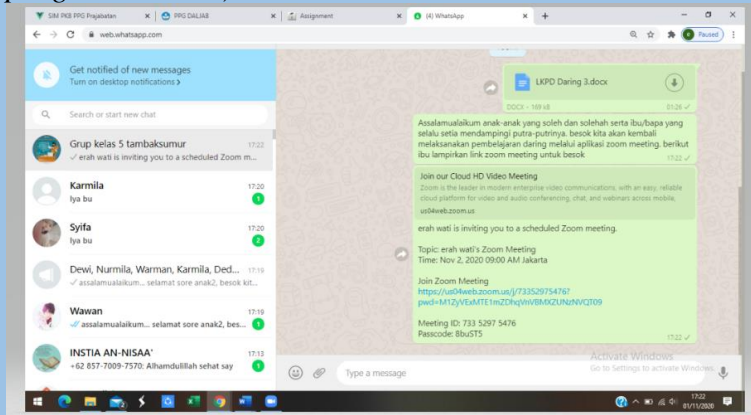 SIM PKB PPG Prajabatan
PPG DALJAB
Assignment
(4) WhatsApp
web.whatsapp.com
Paused
Get notified of new messages
Turn on desktop notifications >
Search or start new chat
Grup kelas 5 tambaksumur 17:22
erah wati is inviting you to a scheduled Zoom m...
Karmila 17:20
Iya bu 1
Syifa 17:20
Iya bu 2
Dewi, Nurmila, Warman, Karmila, Ded... 17:19
assalamualaikum... selamat sore anak2, besok kit...
Wawan 17:19
assalamualaikum... selamat sore anak2, bes... 1
INSTIA AN-NISAA' 17:13
+62 857-7009-7570: Alhamdulillah sehat say 1
LKPD Daring 3.docx
DOCX • 168 kB 01:26
Assalamualaikum anak-anak yang soleh dan solehah serta ibu/bapa yang
selalu setia mendampingi putra-putrinya. besok kita akan kembali
melaksanakan pembelajaran daring melalui aplikasi zoom meeting. berikut
ibu lampirkan link zoom meeting untuk besok 17:22
Join our Cloud HD Video Meeting
Zoom is the leader in modern enterprise video communications, with an easy, reliable
cloud platform for video and audio conferencing, chat, and webinars across mobile,
us04web.zoom.us
erah wati is inviting you to a scheduled Zoom meeting.
Topic: erah wati's Zoom Meeting
Time: Nov 2, 2020 09:00 AM Jakarta
Join Zoom Meeting
https://us04web.zoom.us/j/73352975476?
Meeting ID: 733 5297 5476
Passcode: 8buST5 17:22
Type a message
Activate Windows
Go to Settings to activate Windows.
17:22
01/11/2020